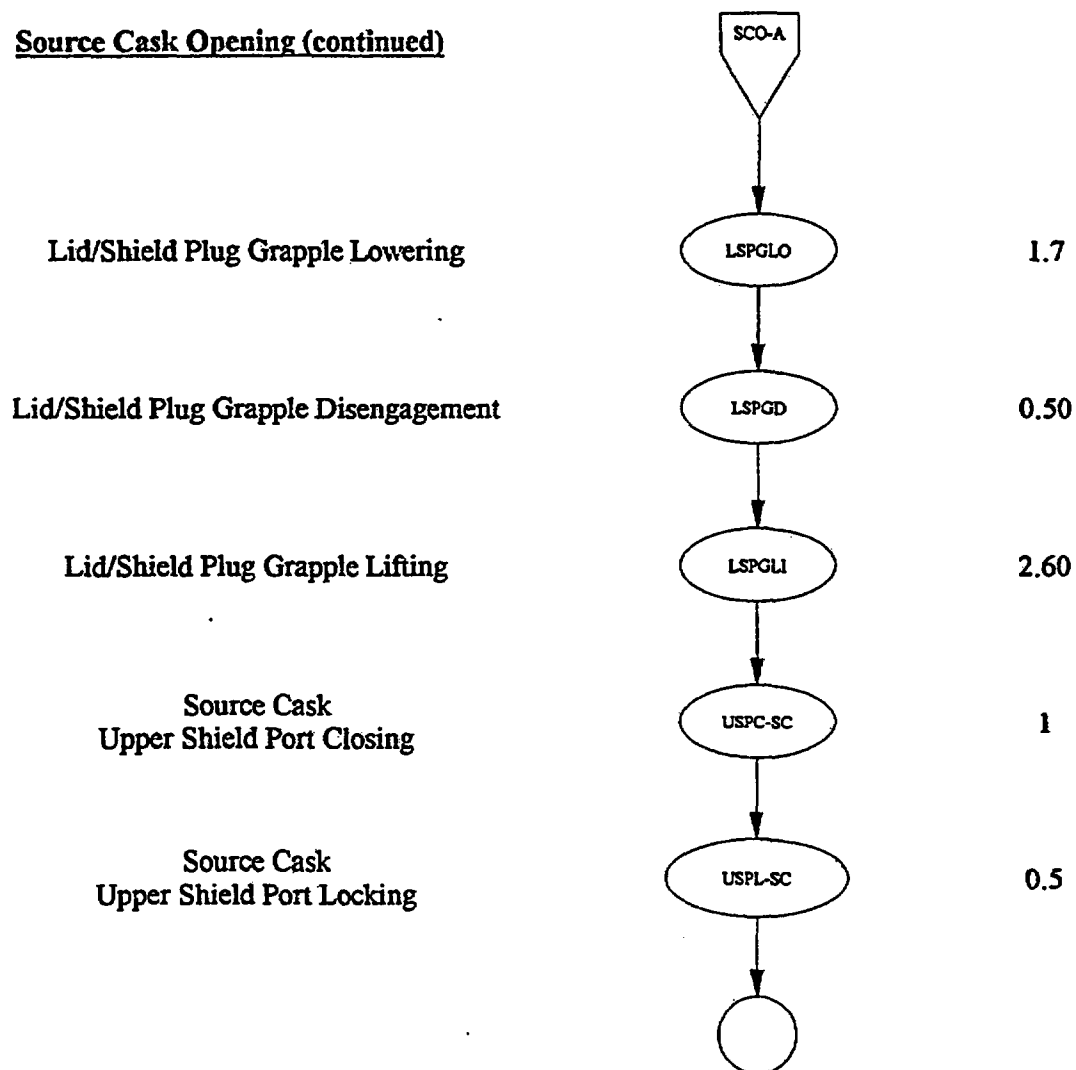 Source Cask Opening (continued)
SCO-A
Lid/Shield Plug Grapple Lowering
LSPGLO
1.7
Lid/Shield Plug Grapple Disengagement
LSPGD
0.50
Lid/Shield Plug Grapple Lifting
LSPGLI
2.60
Source Cask
Upper Shield Port Closing
USPC-SC
1
Source Cask
Upper Shield Port Locking
USPL-SC
0.5